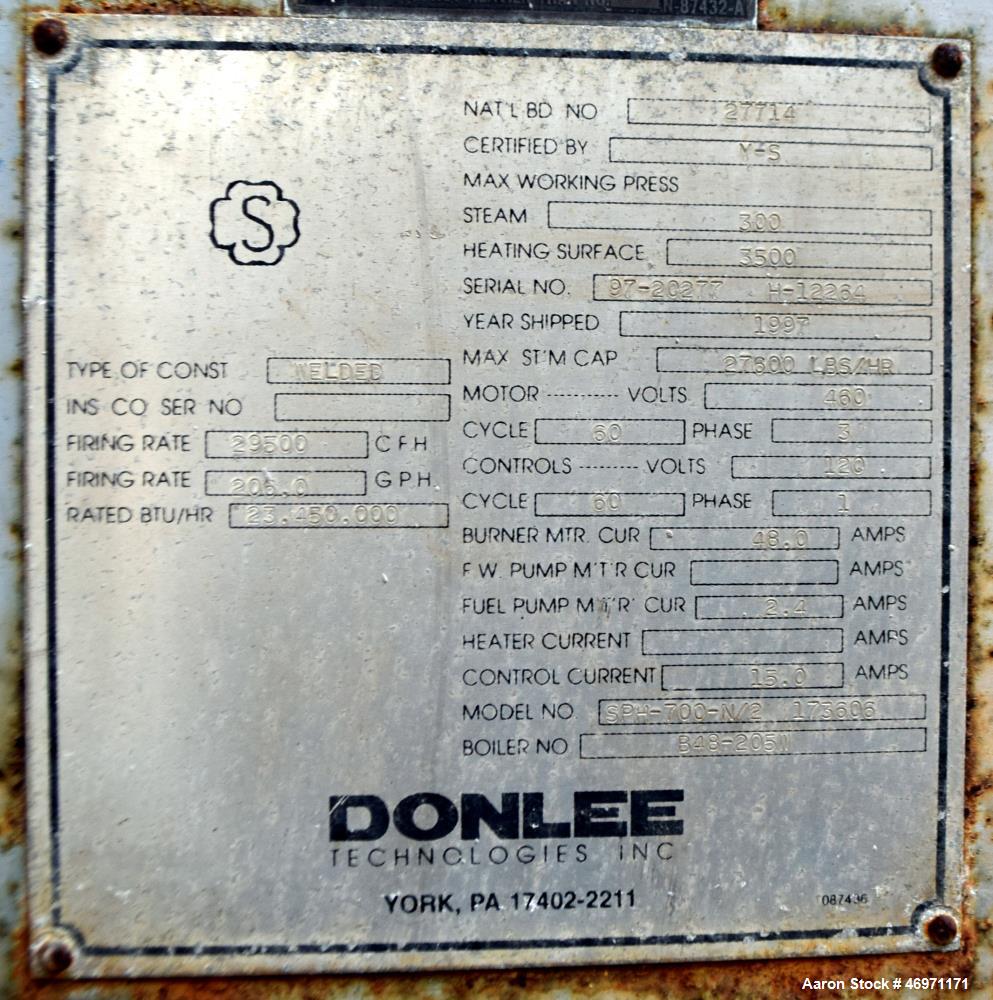 N-87432-A
S
NAT'L BD NO 27714
CERTIFIED BY Y-S
MAX WORKING PRESS
STEAM 300
HEATING SURFACE 3500
SERIAL NO. 97-20277 H-12264
YEAR SHIPPED 1997
MAX ST'M CAP 27600 LBS/HR
MOTOR ---------- VOLTS 460
CYCLE 60 PHASE 3
CONTROLS --------- VOLTS 120
CYCLE 60 PHASE 1
BURNER MTR. CUR 48.0 AMPS
F.W. PUMP M'T'R CUR AMPS
FUEL PUMP M'T'R' CUR 2.4 AMPS
HEATER CURRENT AMPS
CONTROL CURRENT 15.0 AMPS
MODEL NO. SPH-700-N/2 173606
BOILER NO B48-205W
TYPE OF CONST WELDED
INS CO SER NO
FIRING RATE 29500 C F H
FIRING RATE 206.0 G P H
RATED BTU/HR 23,450,000
DONLEE
TECHNOLOGIES INC
YORK, PA 17402-2211
087436
Aaron Stock # 46971171